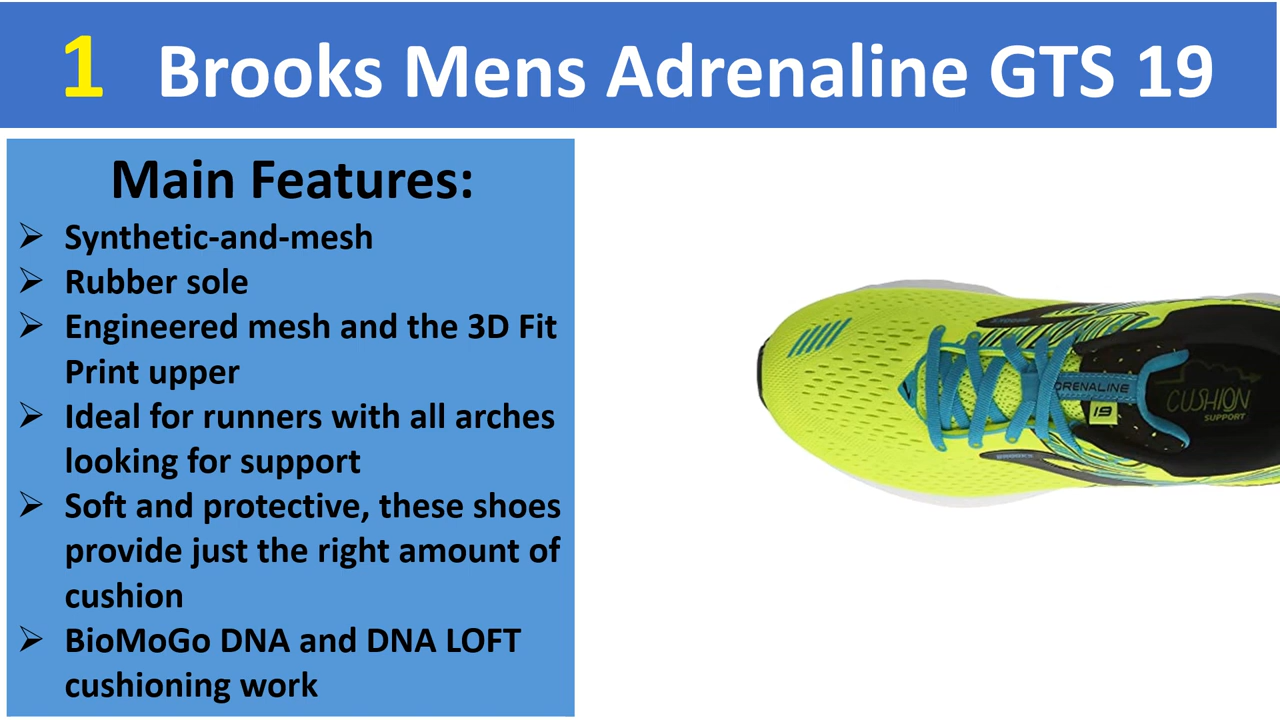 1 Brooks Mens Adrenaline GTS 19
Main Features:
➢ Synthetic-and-mesh
➢ Rubber sole
➢ Engineered mesh and the 3D Fit
Print upper
➢ Ideal for runners with all arches
looking for support
➢ Soft and protective, these shoes
provide just the right amount of
cushion
➢ BioMoGo DNA and DNA LOFT
cushioning work
DRENALINE
19
CUSHION
SUPPORT